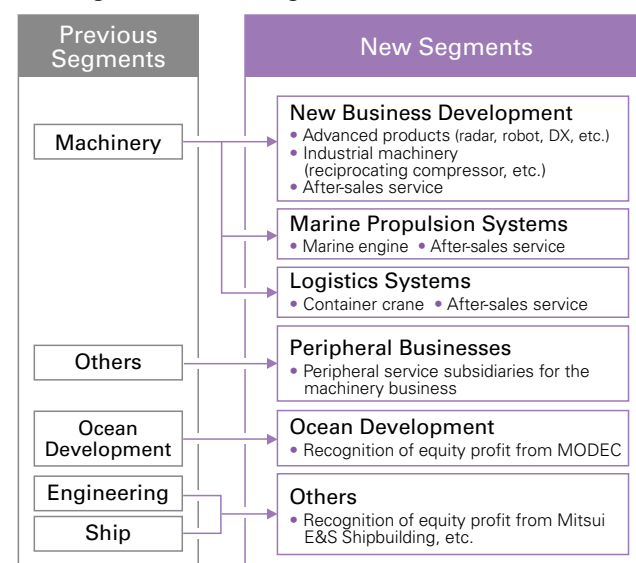 Previous
Segments
New Segments
Machinery
New Business Development
• Advanced products (radar, robot, DX, etc.)
• Industrial machinery
(reciprocating compressor, etc.)
• After-sales service
Marine Propulsion Systems
• Marine engine • After-sales service
Logistics Systems
• Container crane • After-sales service
Others
Peripheral Businesses
• Peripheral service subsidiaries for the
machinery business
Ocean
Development
Ocean Development
• Recognition of equity profit from MODEC
Engineering
Ship
Others
• Recognition of equity profit from Mitsui
E&S Shipbuilding, etc.